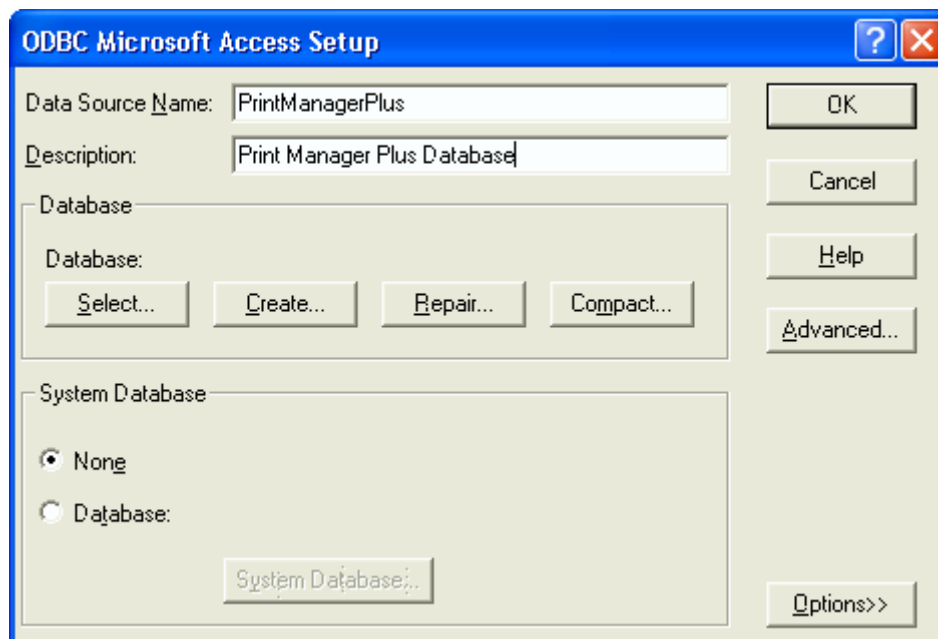 ODBC Microsoft Access Setup
Data Source Name: PrintManagerPlus
OK
Description: Print Manager Plus Database
Cancel
Database
Database:
Help
Select... Create... Repair... Compact...
Advanced...
System Database
None
Database:
System Database...
Options>>